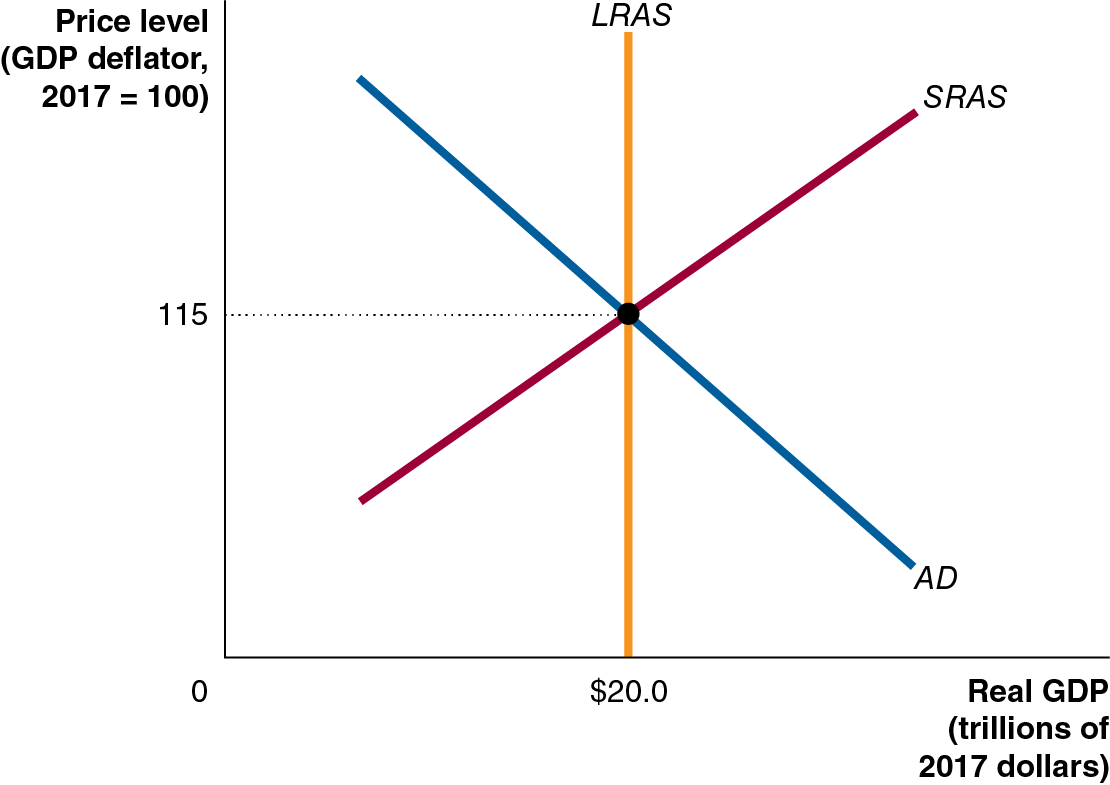 Price level
(GDP deflator,
2017 = 100)
LRAS
SRAS
115
AD
0
$20.0
Real GDP
(trillions of
2017 dollars)